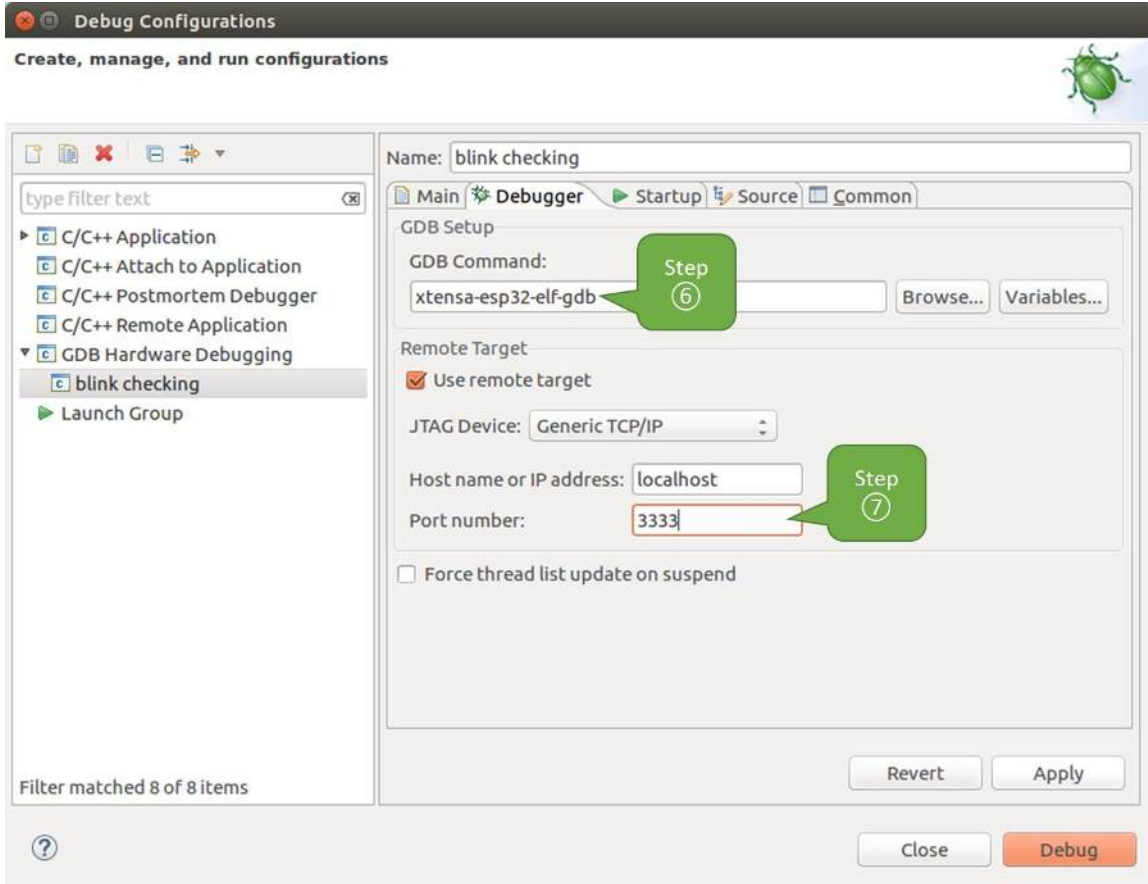 Debug Configurations
Create, manage, and run configurations
type filter text
C/C++ Application
C/C++ Attach to Application
C/C++ Postmortem Debugger
C/C++ Remote Application
GDB Hardware Debugging
blink checking
Launch Group
Filter matched 8 of 8 items
Name: blink checking
Main Debugger Startup Source Common
GDB Setup
GDB Command:
xtensa-esp32-elf-gdb
Step
⑥
Browse... Variables...
Remote Target
Use remote target
JTAG Device: Generic TCP/IP
Host name or IP address: localhost
Port number: 3333
Step
⑦
Force thread list update on suspend
Revert Apply
Close Debug